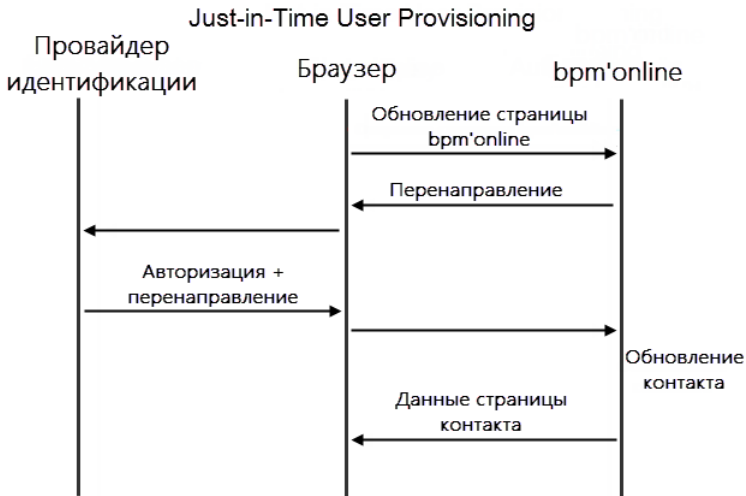 Just-in-Time User Provisioning
Провайдер
идентификации
Браузер
bpm'online
Обновление страницы
bpm'online
Перенаправление
Авторизация +
перенаправление
Обновление
контакта
Данные страницы
контакта